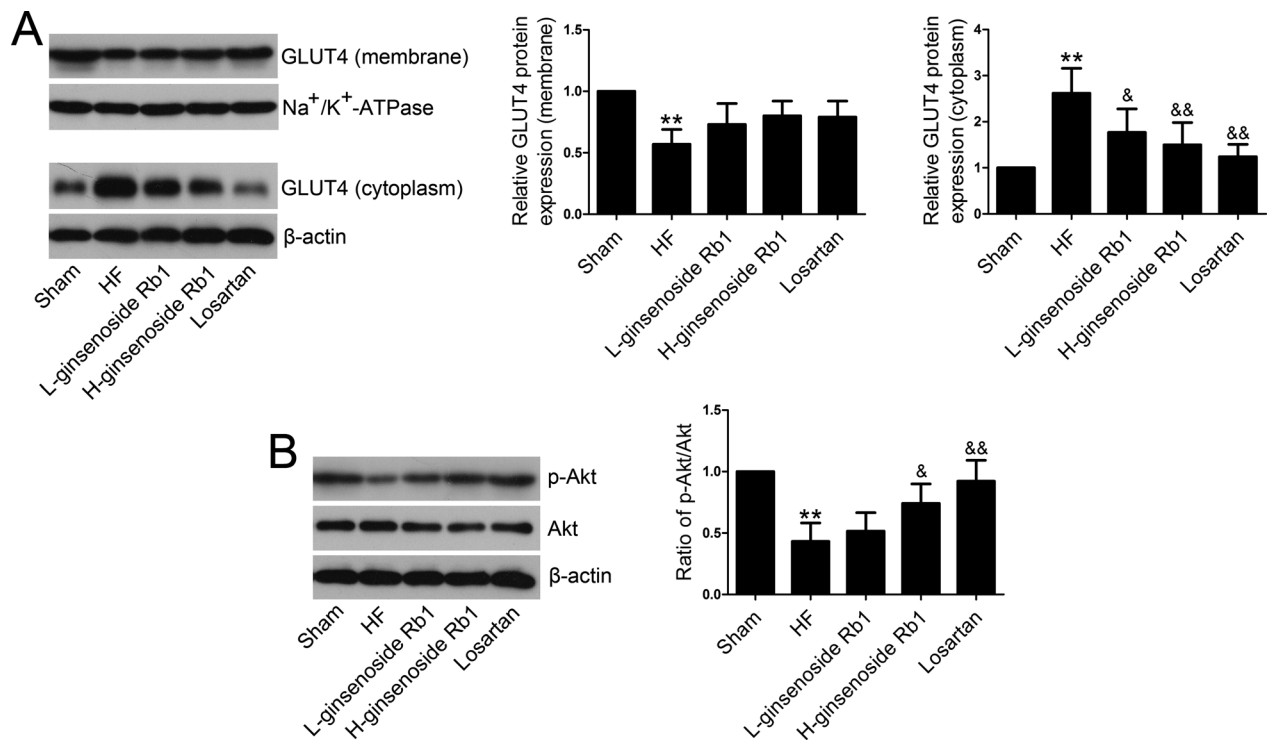 A
GLUT4 (membrane)
Na+/K+-ATPase
GLUT4 (cytoplasm)
β-actin
Sham
HF
L-ginsenoside Rb1
H-ginsenoside Rb1
Losartan
Relative GLUT4 protein
expression (membrane)
1.5
1.0
0.5
0.0
**
Sham
HF
L-ginsenoside Rb1
H-ginsenoside Rb1
Losartan
Relative GLUT4 protein
expression (cytoplasm)
4
3
2
1
0
**
&
&&
&&
Sham
HF
L-ginsenoside Rb1
H-ginsenoside Rb1
Losartan
B
p-Akt
Akt
β-actin
Sham
HF
L-ginsenoside Rb1
H-ginsenoside Rb1
Losartan
Ratio of p-Akt/Akt
1.5
1.0
0.5
0.0
**
&
&&
Sham
HF
L-ginsenoside Rb1
H-ginsenoside Rb1
Losartan